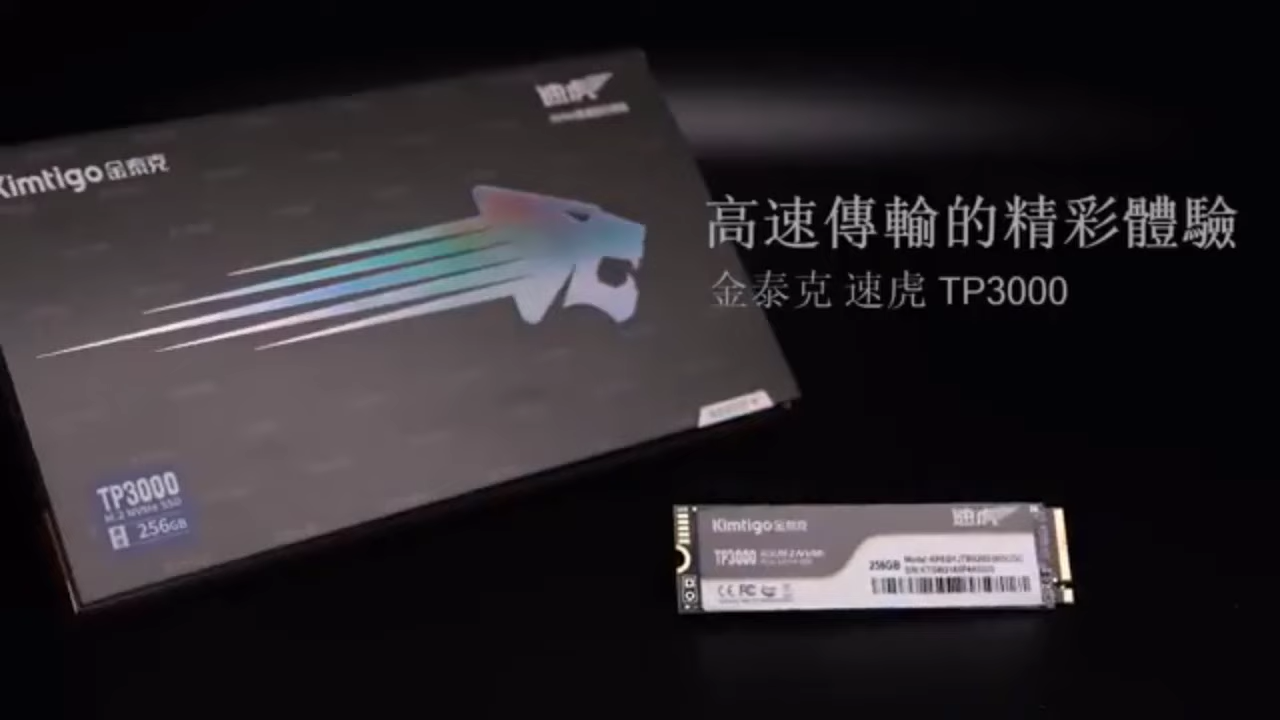 速虎
Kimtigo金泰克
高速傳輸的精彩體驗
金泰克 速虎 TP3000
TP3000
M.2 NVMe SSD
256GB
Kimtigo金泰克
速虎
TP3000
256GB